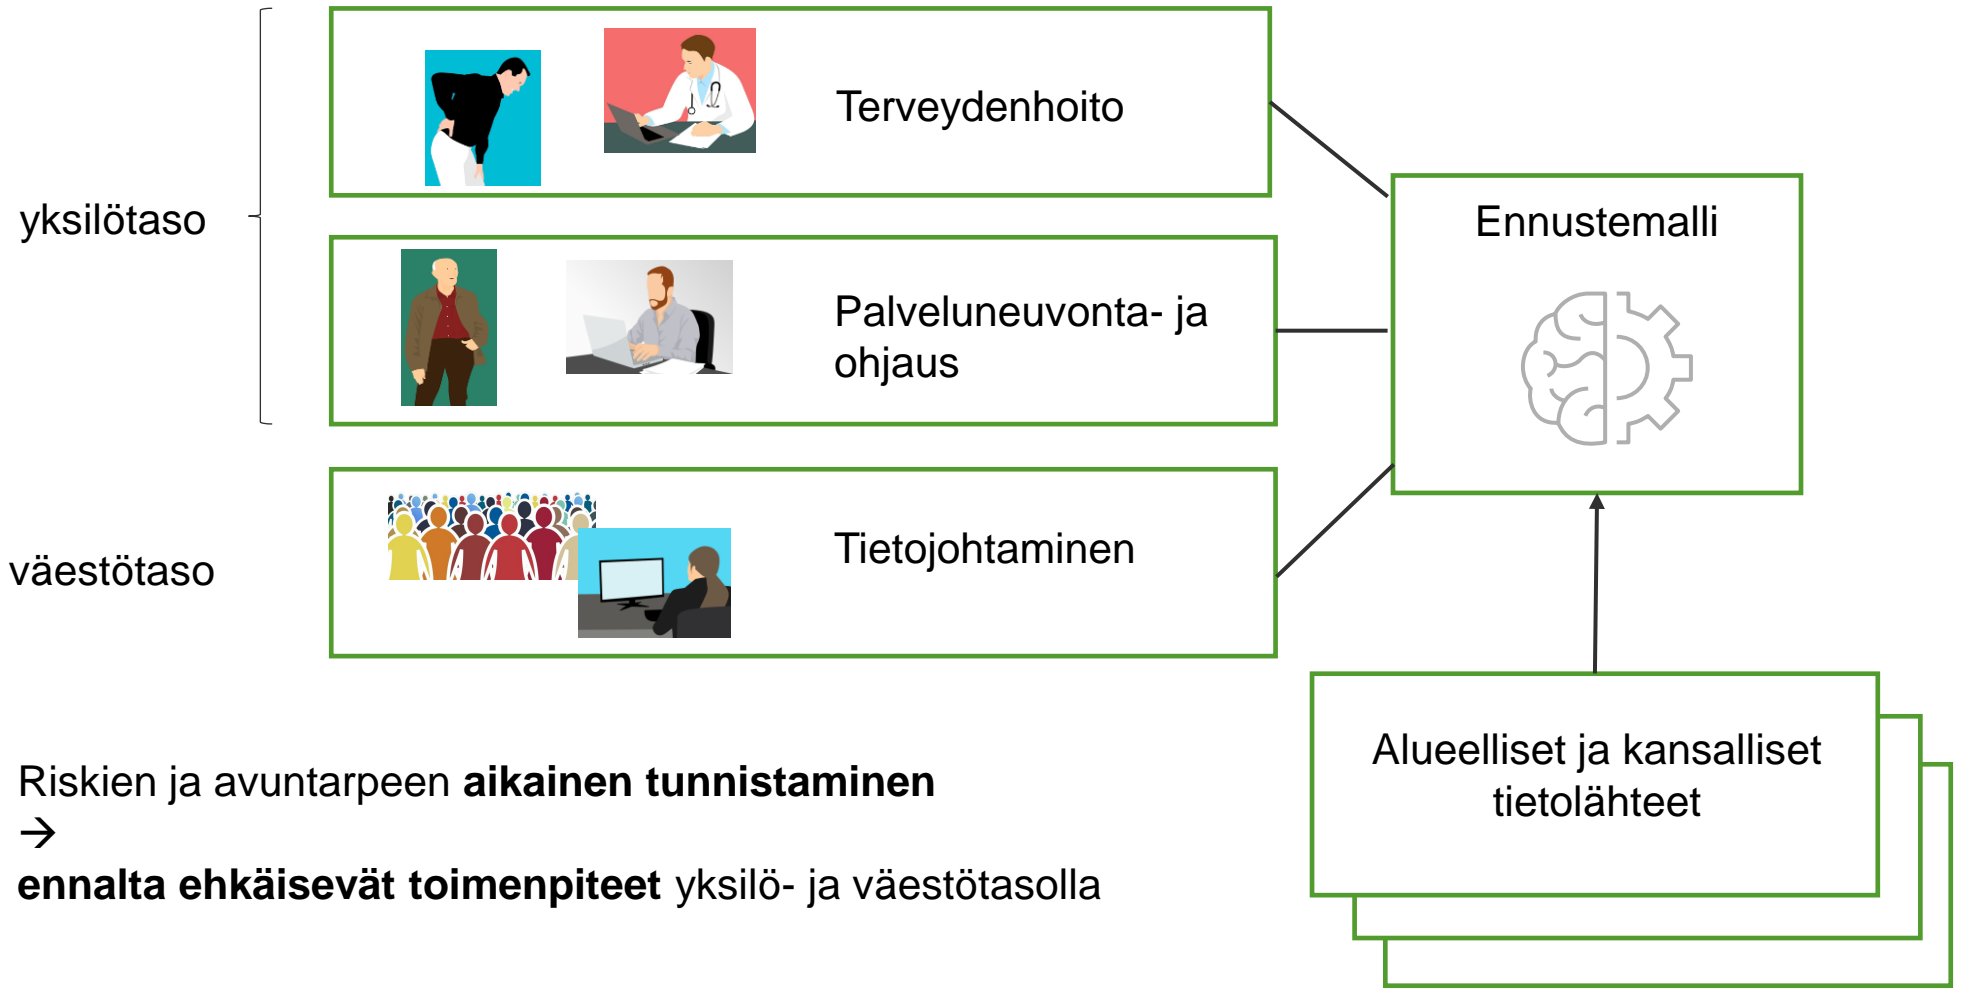 Terveydenhoito
yksilötaso
Ennustemalli
Palveluneuvonta- ja
ohjaus
Tietojohtaminen
väestötaso
Alueelliset ja kansalliset
tietolähteet
Riskien ja avuntarpeen aikainen tunnistaminen
→
ennalta ehkäisevät toimenpiteet yksilö- ja väestötasolla